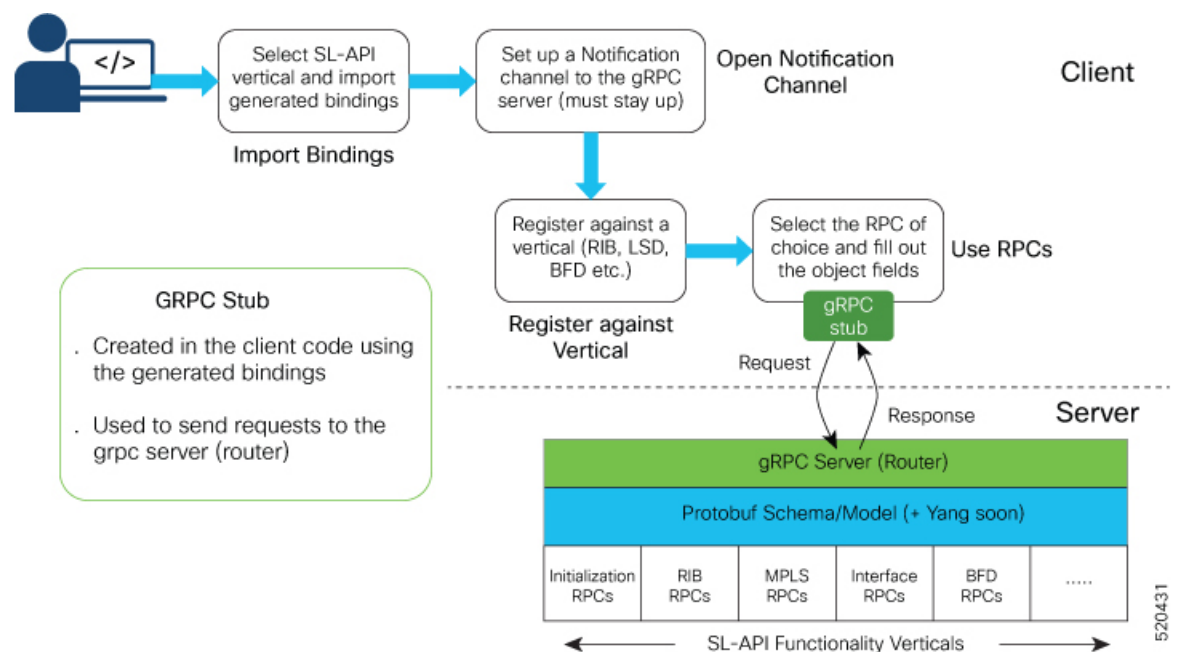 </>
Select SL-API
vertical and import
generated bindings
Import Bindings
Set up a Notification
channel to the gRPC
server (must stay up)
Open Notification
Channel
Client
Register against a
vertical (RIB, LSD,
BFD etc.)
Register against
Vertical
Select the RPC of
choice and fill out
the object fields
Use RPCs
gRPC
stub
GRPC Stub
. Created in the client code using
the generated bindings
. Used to send requests to the
grpc server (router)
Request
Response
Server
gRPC Server (Router)
Protobuf Schema/Model (+ Yang soon)
Initialization
RPCs
RIB
RPCs
MPLS
RPCs
Interface
RPCs
BFD
RPCs
.....
SL-API Functionality Verticals
520431